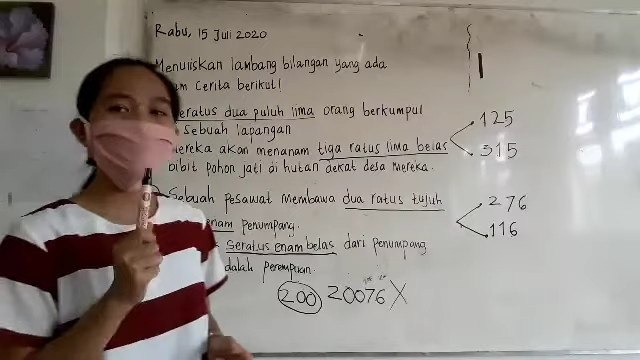 Rabu, 15 Juli 2020
Menuliskan lambang bilangan yang ada
cerita berikut!
seratus dua puluh lima orang berkumpul
sebuah lapangan
mereka akan menanam tiga ratus lima belas
bibit pohon jati di hutan dekat desa mereka.
125
315
Sebuah pesawat membawa dua ratus tujuh
enam penumpang.
seratus enam belas dari penumpang
adalah perempuan.
276
116
200 20076 X